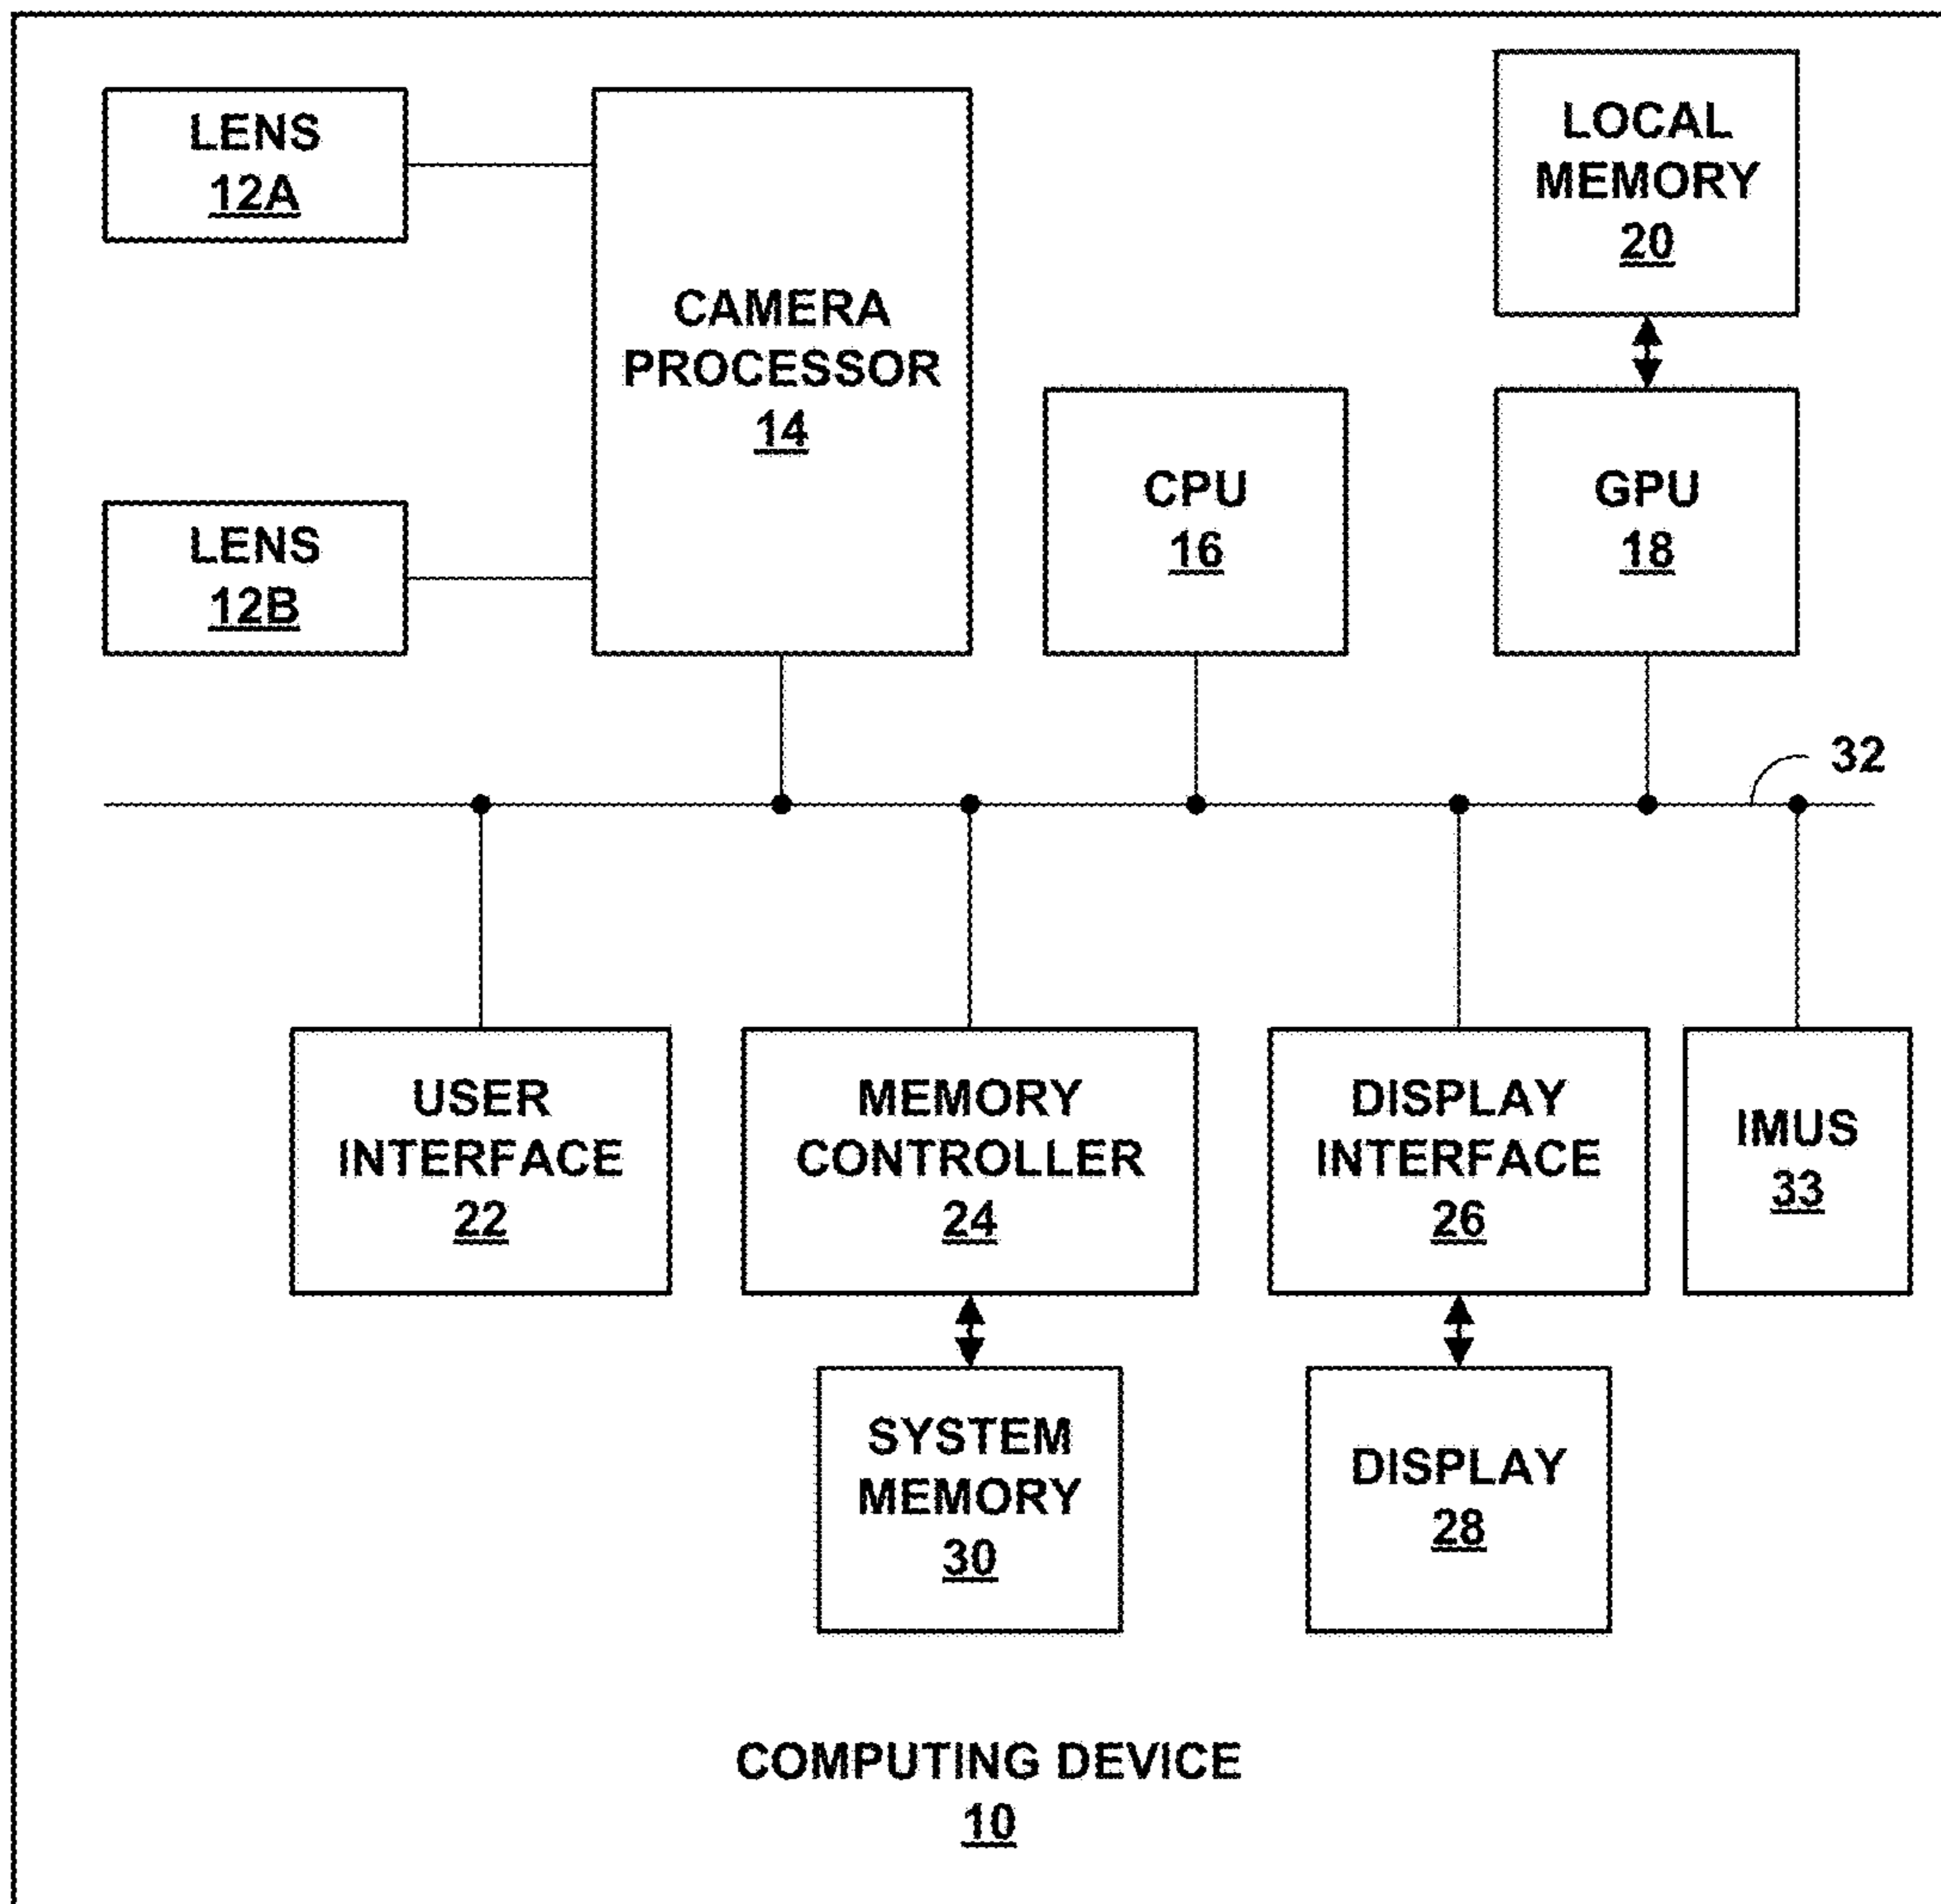 LENS
12A
CAMERA
PROCESSOR
14
LOCAL
MEMORY
20
LENS
12B
CPU
16
GPU
18
32
USER
INTERFACE
22
MEMORY
CONTROLLER
24
DISPLAY
INTERFACE
26
IMUS
33
SYSTEM
MEMORY
30
DISPLAY
28
COMPUTING DEVICE
10